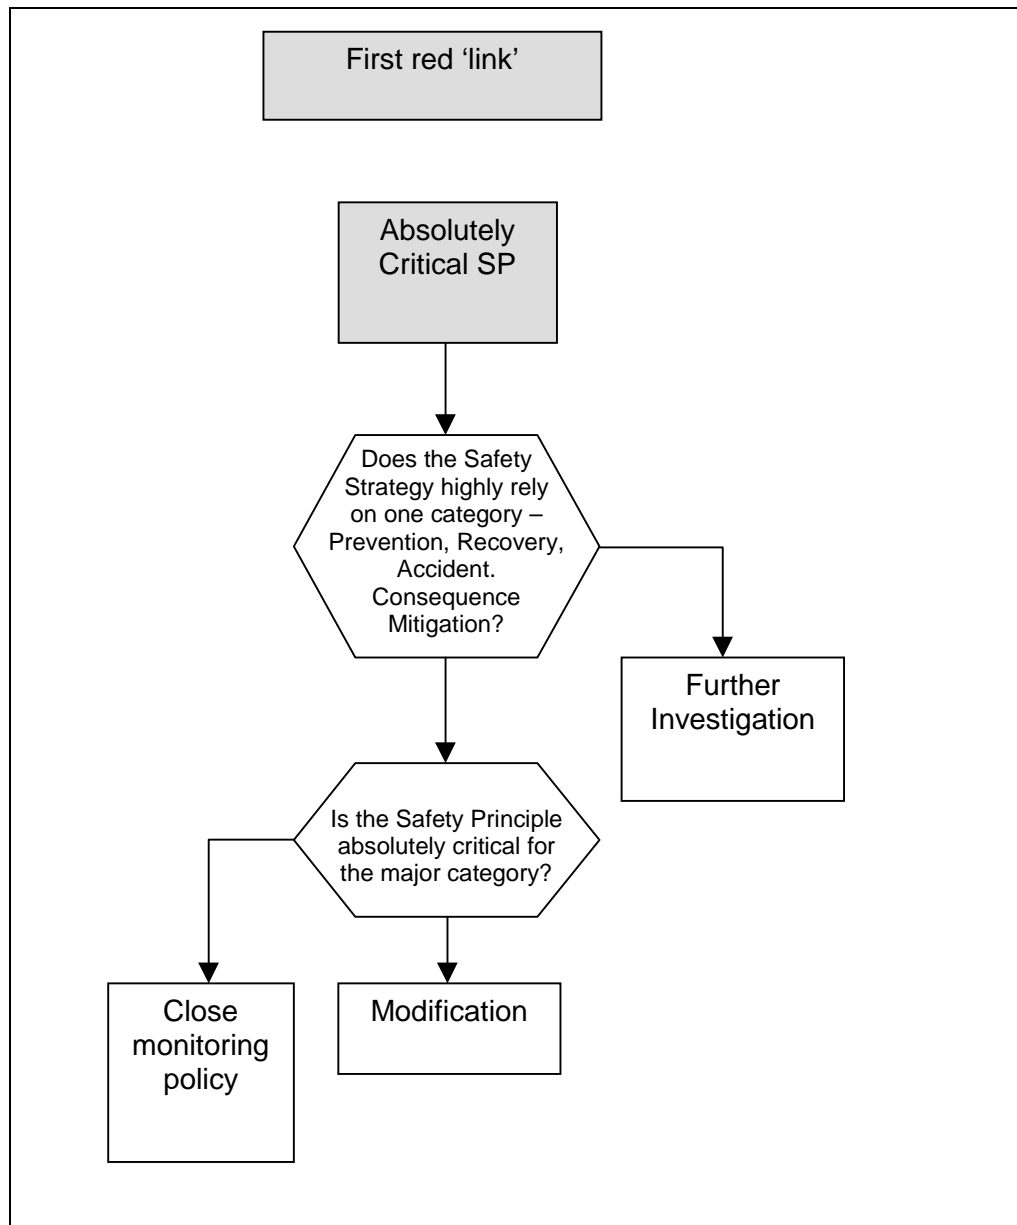 First red ‘link’
Absolutely
Critical SP
Does the Safety
Strategy highly rely
on one category –
Prevention, Recovery,
Accident.
Consequence
Mitigation?
Further
Investigation
Is the Safety Principle
absolutely critical for
the major category?
Close
monitoring
policy
Modification